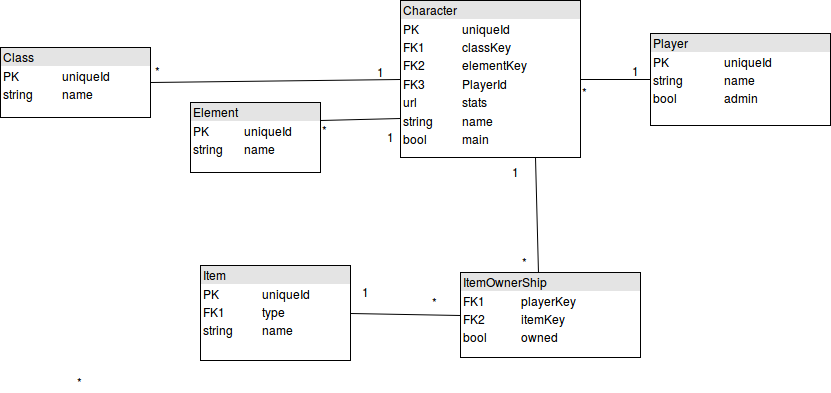 Character
PK uniqueId
FK1 classKey
FK2 elementKey
FK3 PlayerId
url stats
string name
bool main
Class
PK uniqueId
string name
*
1
Player
PK uniqueId
string name
bool admin
1
*
Element
PK uniqueId
string name
*
1
1
*
Item
PK uniqueId
FK1 type
string name
1
*
ItemOwnerShip
FK1 playerKey
FK2 itemKey
bool owned
*